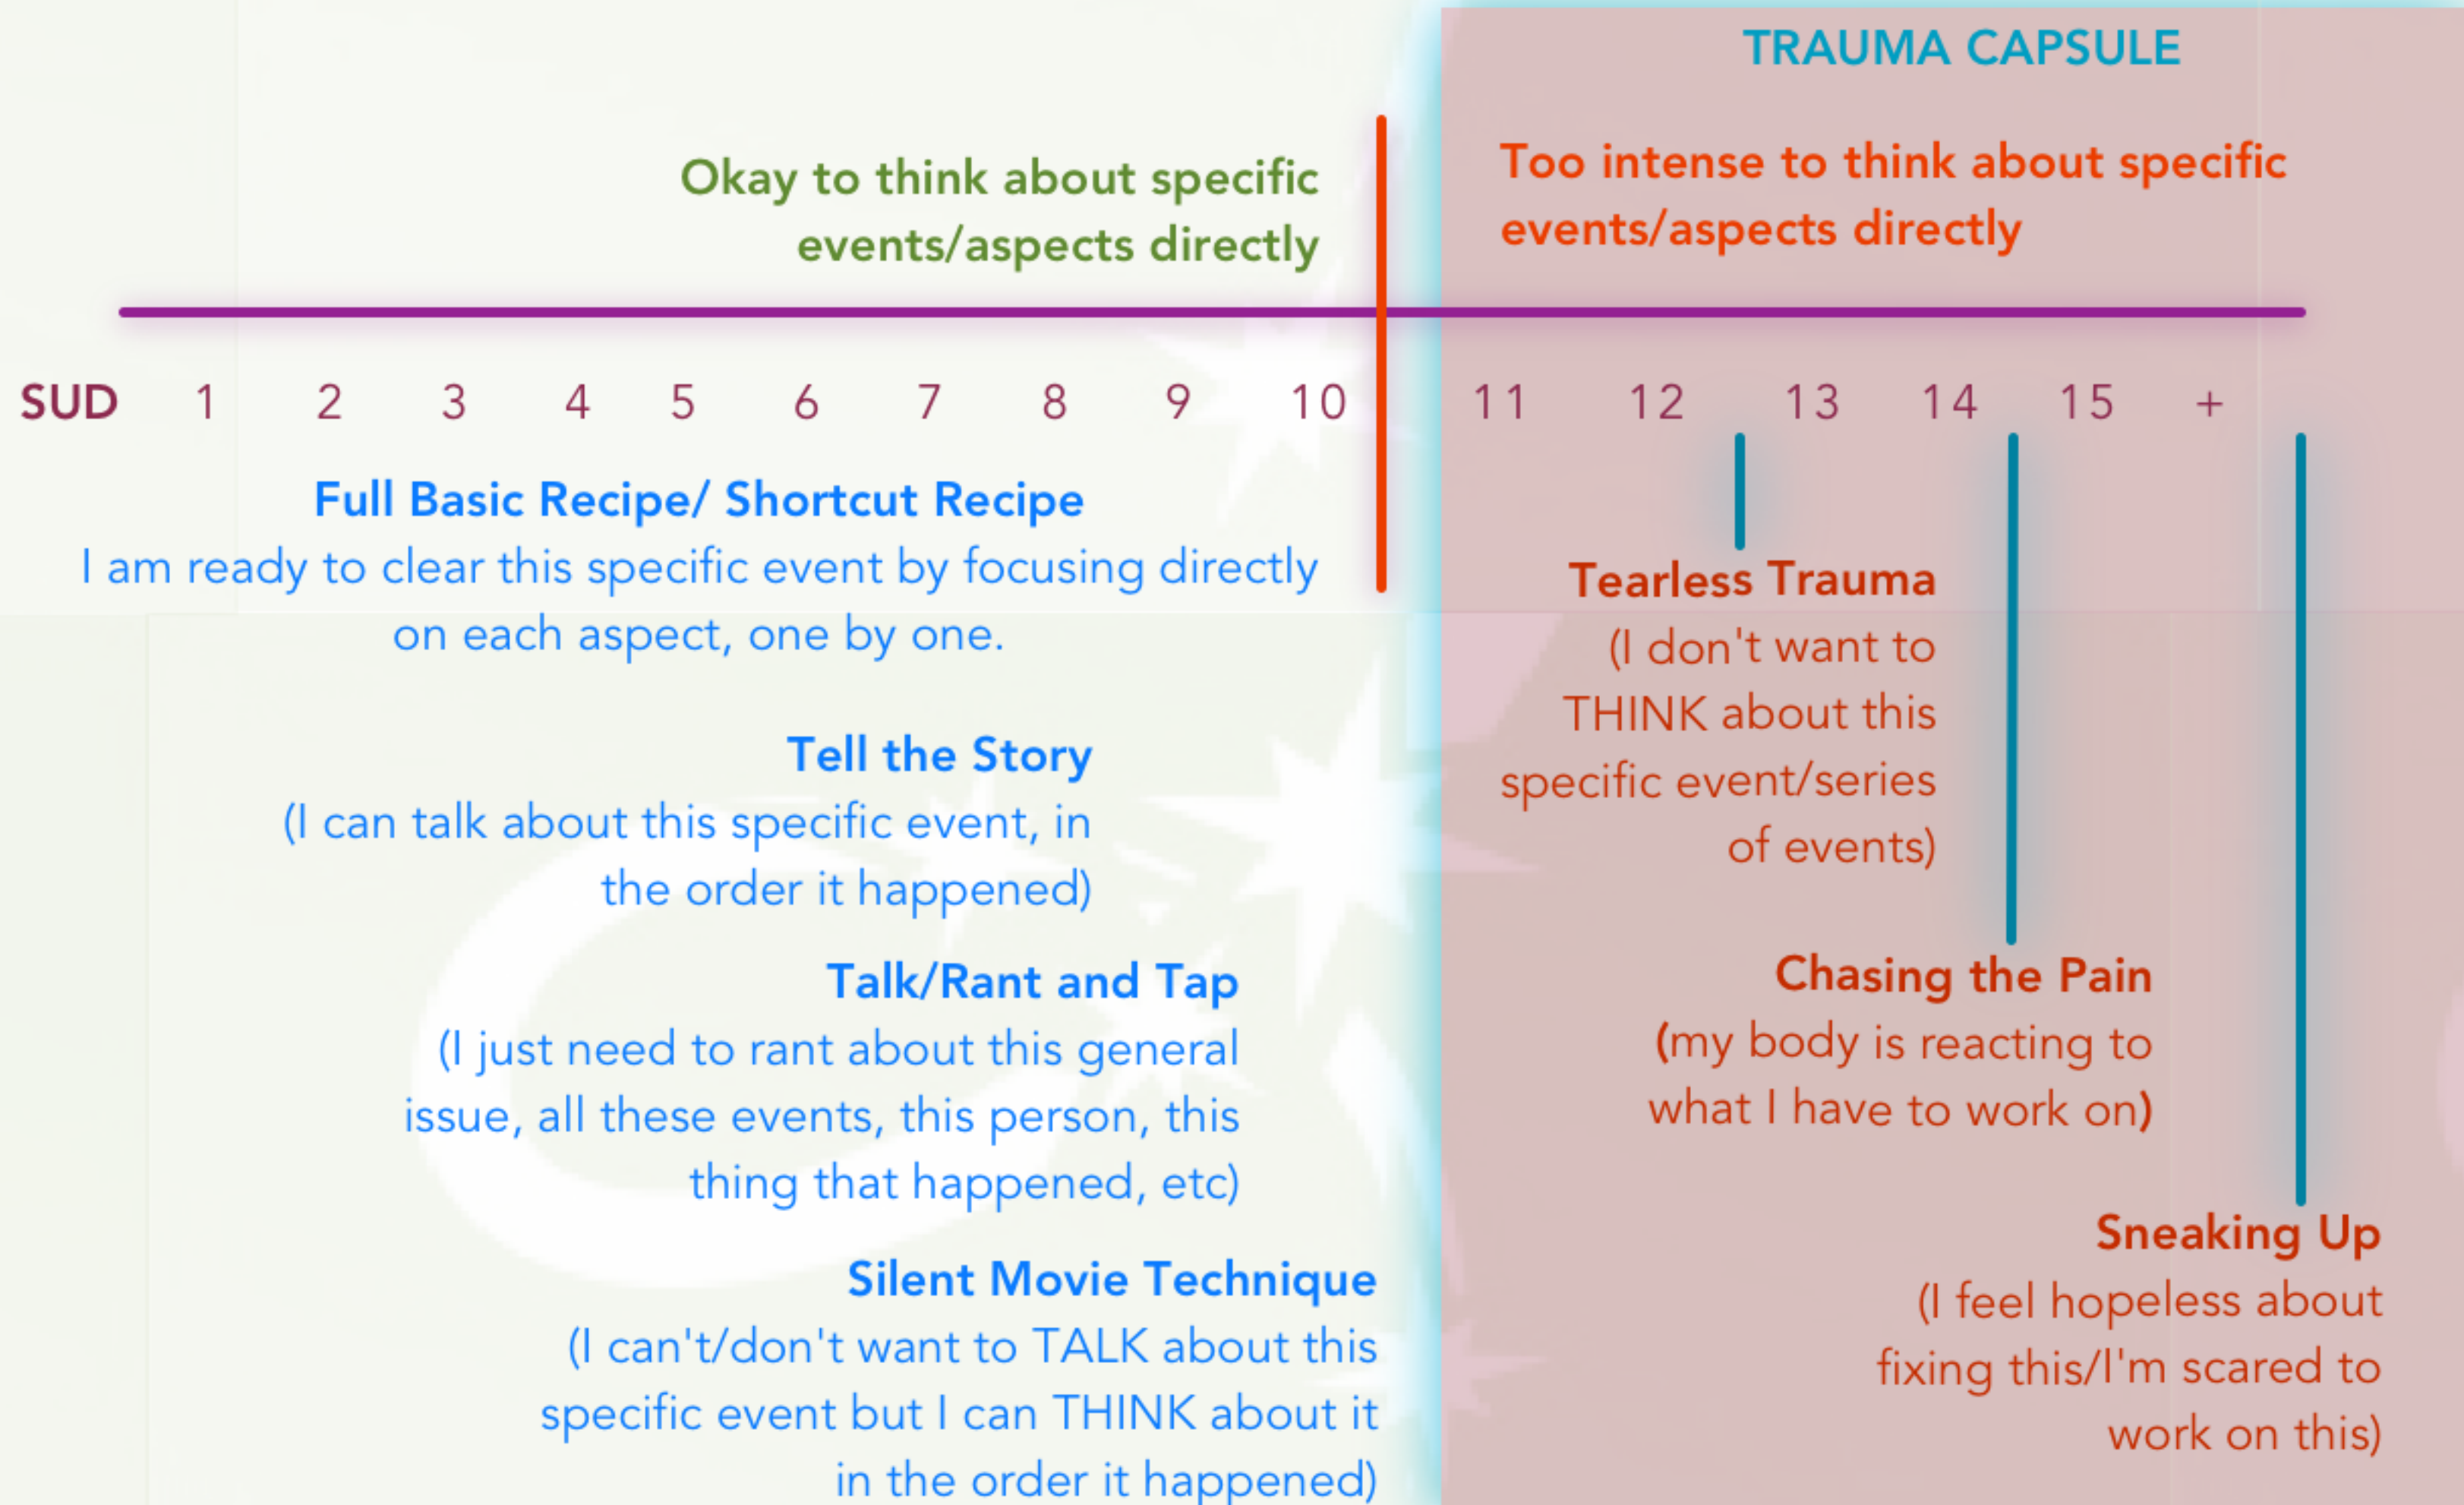 TRAUMA CAPSULE
Okay to think about specific
events/aspects directly
Too intense to think about specific
events/aspects directly
SUD 1 2 3 4 5 6 7 8 9 10 11 12 13 14 15 +
Full Basic Recipe/ Shortcut Recipe
I am ready to clear this specific event by focusing directly
on each aspect, one by one.
Tell the Story
(I can talk about this specific event, in
the order it happened)
Talk/Rant and Tap
(I just need to rant about this general
issue, all these events, this person, this
thing that happened, etc)
Silent Movie Technique
(I can't/don't want to TALK about this
specific event but I can THINK about it
in the order it happened)
Tearless Trauma
(I don't want to
THINK about this
specific event/series
of events)
Chasing the Pain
(my body is reacting to
what I have to work on)
Sneaking Up
(I feel hopeless about
fixing this/I'm scared to
work on this)